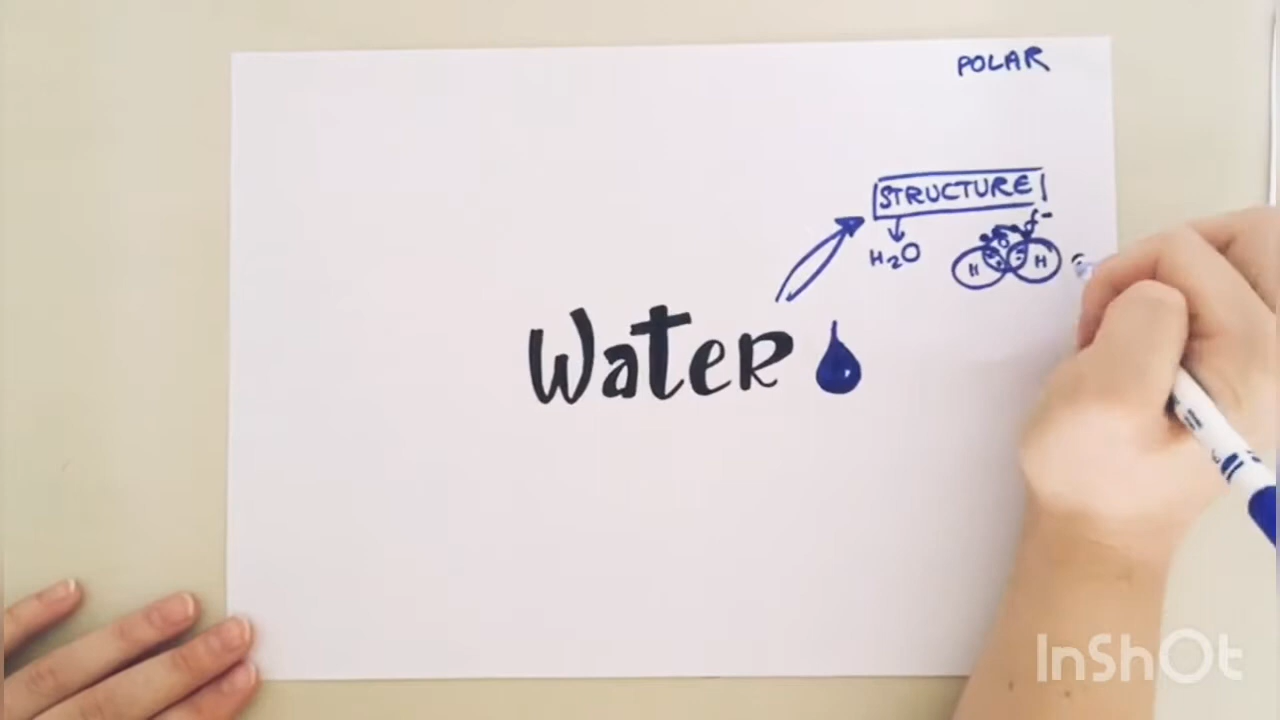 POLAR
STRUCTURE
H₂O
δ-
O
H H
Water
InShOt